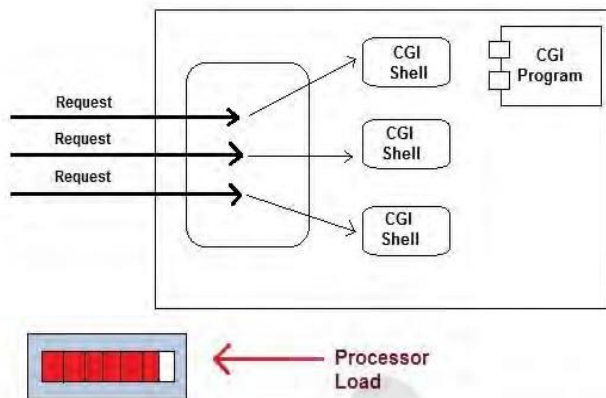 CGI
Shell
CGI
Program
Request
Request
CGI
Shell
Request
CGI
Shell
Processor
Load